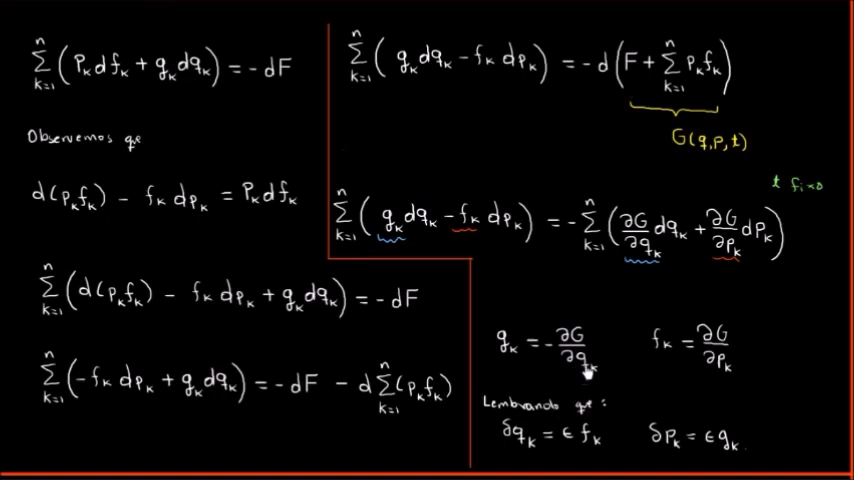 ∑_{k=1}^{n} (p_k df_k + g_k dq_k) = - dF
Observemos que
d(p_k f_k) - f_k dp_k = p_k df_k
∑_{k=1}^{n} (d(p_k f_k) - f_k dp_k + g_k dq_k) = - dF
∑_{k=1}^{n} (-f_k dp_k + g_k dq_k) = - dF - d ∑_{k=1}^{n} (p_k f_k)
∑_{k=1}^{n} (g_k dq_k - f_k dp_k) = - d (F + ∑_{k=1}^{n} p_k f_k)
G(q,p,t)
t fixo
∑_{k=1}^{n} (g_k dq_k - f_k dp_k) = - ∑_{k=1}^{n} (∂G/∂q_k dq_k + ∂G/∂p_k dp_k)
g_k = - ∂G/∂q_k f_k = ∂G/∂p_k
Lembrando que :
δq_k = ϵ f_k δp_k = ϵ g_k